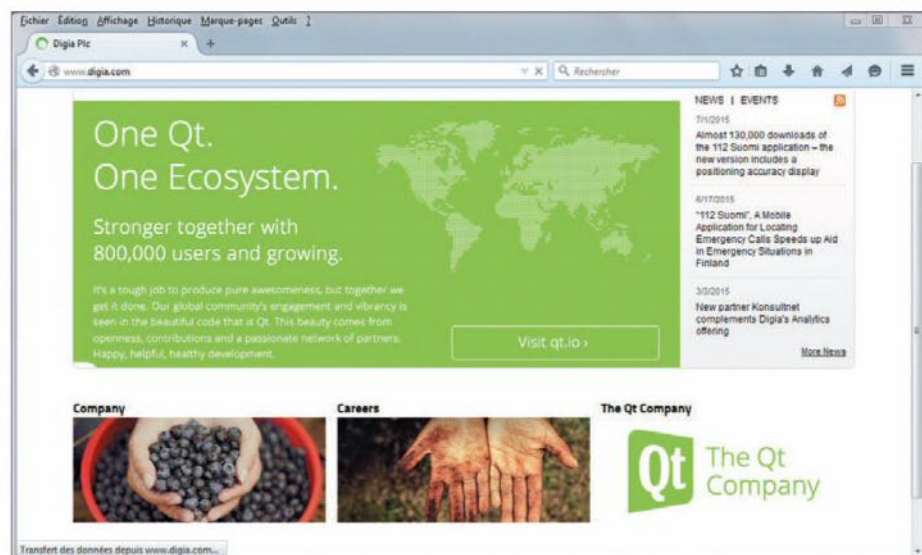 Fichier Édition Affichage Historique Marque-pages Outils ?
Digia Plc × +
www.digia.com
Rechercher
One Qt.
One Ecosystem.
Stronger together with
800,000 users and growing.
It's a tough job to produce pure awesomeness, but together we
get it done. Our global community's engagement and vibrancy is
seen in the beautiful code that is Qt. This beauty comes from
openness, contributions and a passionate network of partners.
Happy, helpful, healthy development.
Visit qt.io ›
NEWS | EVENTS
7/1/2015
Almost 130,000 downloads of
the 112 Suomi application – the
new version includes a
positioning accuracy display
6/17/2015
"112 Suomi", A Mobile
Application for Locating
Emergency Calls Speeds up Aid
in Emergency Situations in
Finland
3/3/2015
New partner Konsultnet
complements Digia's Analytics
offering
More News
Company
Careers
The Qt Company
Qt The Qt
Company
Transfert des données depuis www.digia.com...